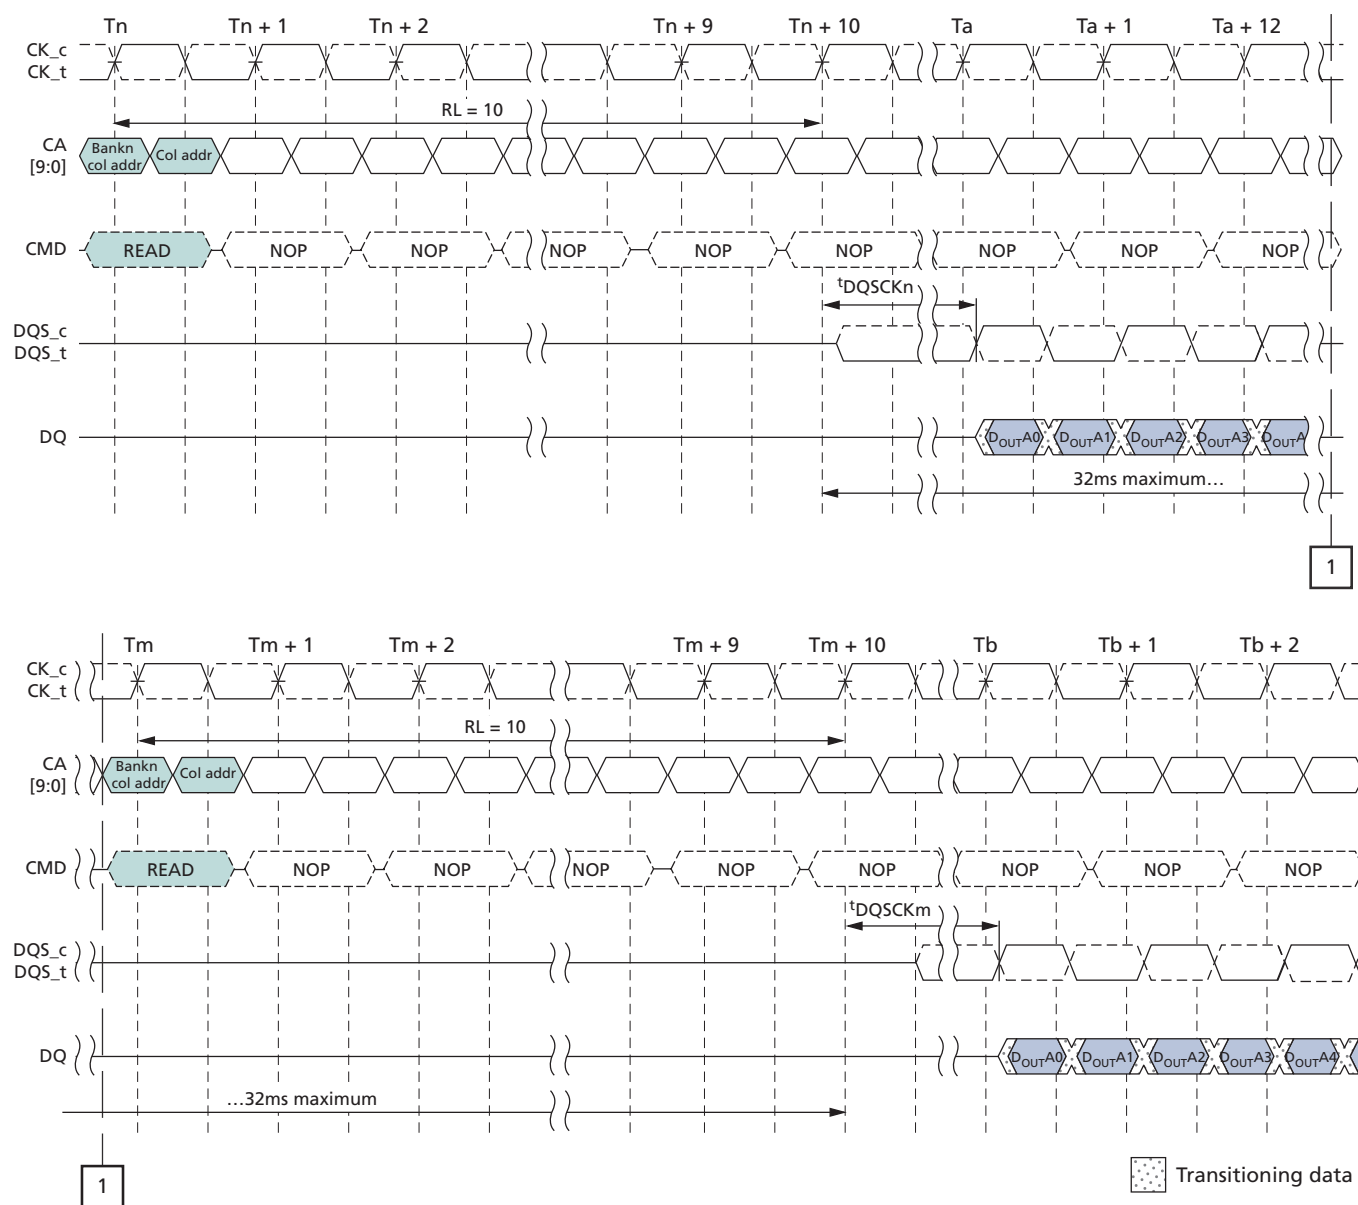 Tn Tn + 1 Tn + 2 Tn + 9 Tn + 10 Ta Ta + 1 Ta + 12
CK_c
CK_t
RL = 10
CA
[9:0]
Bankn
col addr
Col addr
CMD READ NOP NOP NOP NOP NOP NOP NOP NOP
tDQSCKn
DQS_c
DQS_t
DQ DOUTA0 DOUTA1 DOUTA2 DOUTA3 DOUTA
32ms maximum…
1
Tm Tm + 1 Tm + 2 Tm + 9 Tm + 10 Tb Tb + 1 Tb + 2
CK_c
CK_t
RL = 10
CA
[9:0]
Bankn
col addr
Col addr
CMD READ NOP NOP NOP NOP NOP NOP NOP NOP
tDQSCKm
DQS_c
DQS_t
DQ DOUTA0 DOUTA1 DOUTA2 DOUTA3 DOUTA4
…32ms maximum
1
Transitioning data